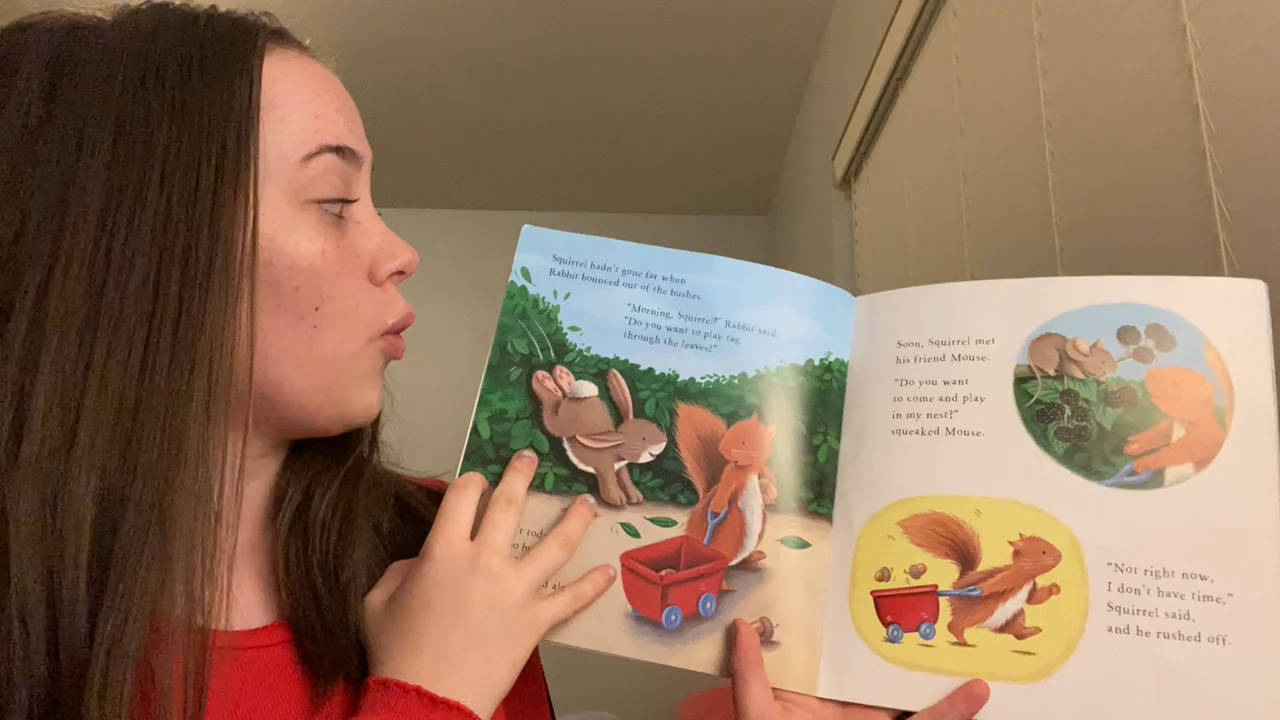 Squirrel hadn't gone far when
Rabbit bounced out of the bushes.
"Morning, Squirrel!" Rabbit said.
"Do you want to play tag
through the leaves?"
Soon, Squirrel met
his friend Mouse.
"Do you want
to come and play
in my nest?"
squeaked Mouse.
"Not right now,
I don't have time,"
Squirrel said,
and he rushed off.